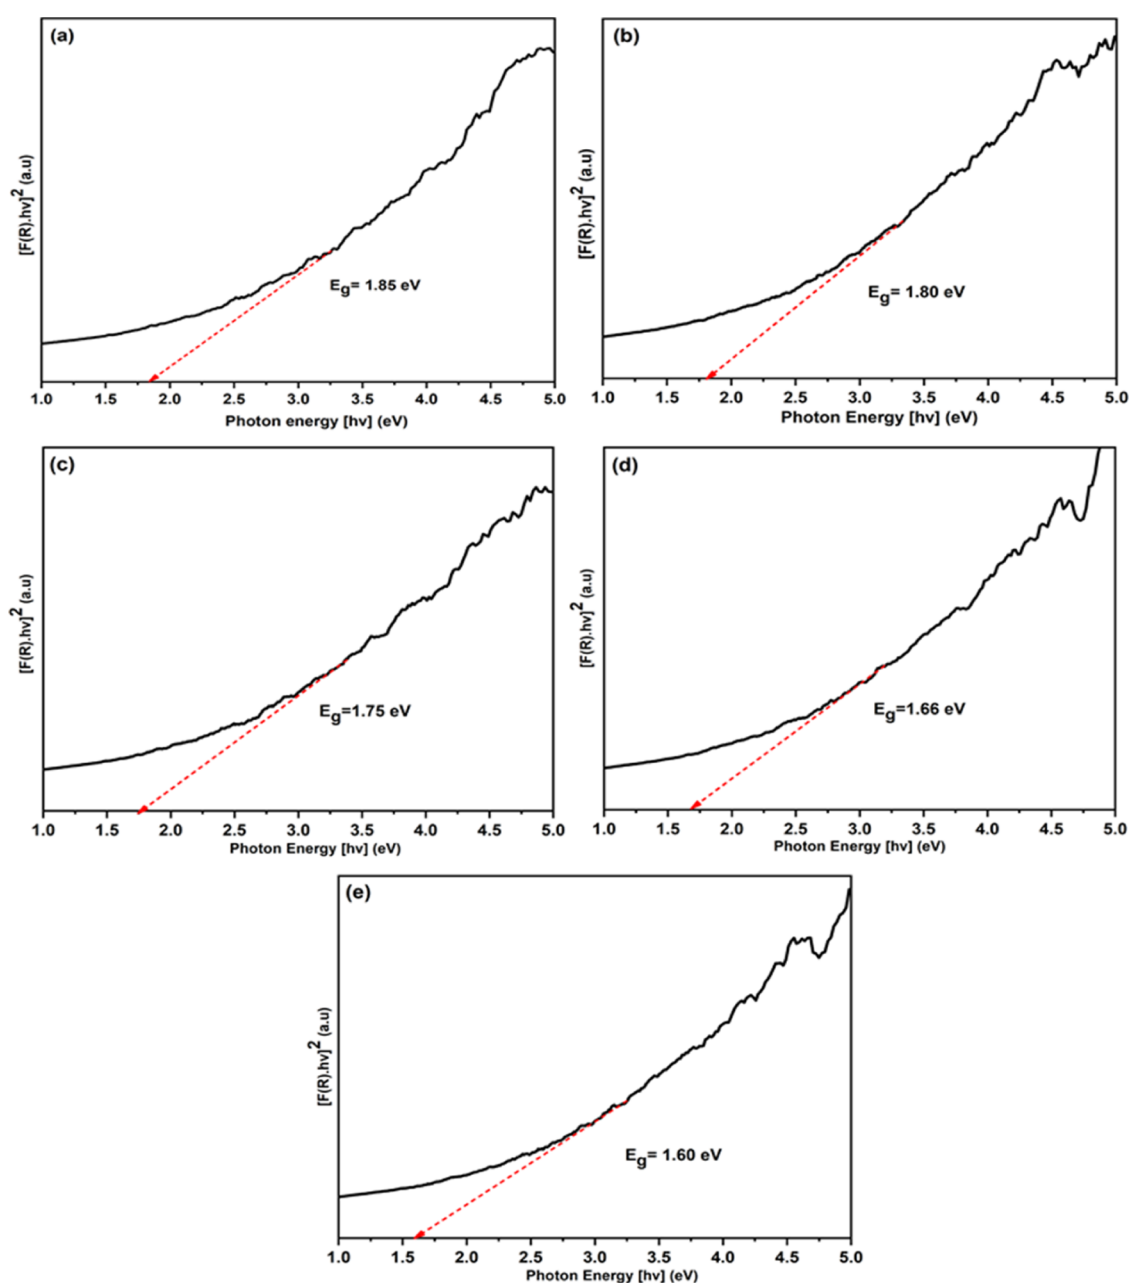 (a)
[F(R).hv]² (a.u)
E_g= 1.85 eV
1.0 1.5 2.0 2.5 3.0 3.5 4.0 4.5 5.0
Photon energy [hv] (eV)
(b)
[F(R).hv]² (a.u)
E_g= 1.80 eV
1.0 1.5 2.0 2.5 3.0 3.5 4.0 4.5 5.0
Photon Energy [hv] (eV)
(c)
[F(R).hv]² (a.u)
E_g=1.75 eV
1.0 1.5 2.0 2.5 3.0 3.5 4.0 4.5 5.0
Photon Energy [hv] (eV)
(d)
[F(R).hv]² (a.u)
E_g=1.66 eV
1.0 1.5 2.0 2.5 3.0 3.5 4.0 4.5 5.0
Photon Energy [hv] (eV)
(e)
[F(R).hv]² (a.u)
E_g= 1.60 eV
1.0 1.5 2.0 2.5 3.0 3.5 4.0 4.5 5.0
Photon Energy [hv] (eV)